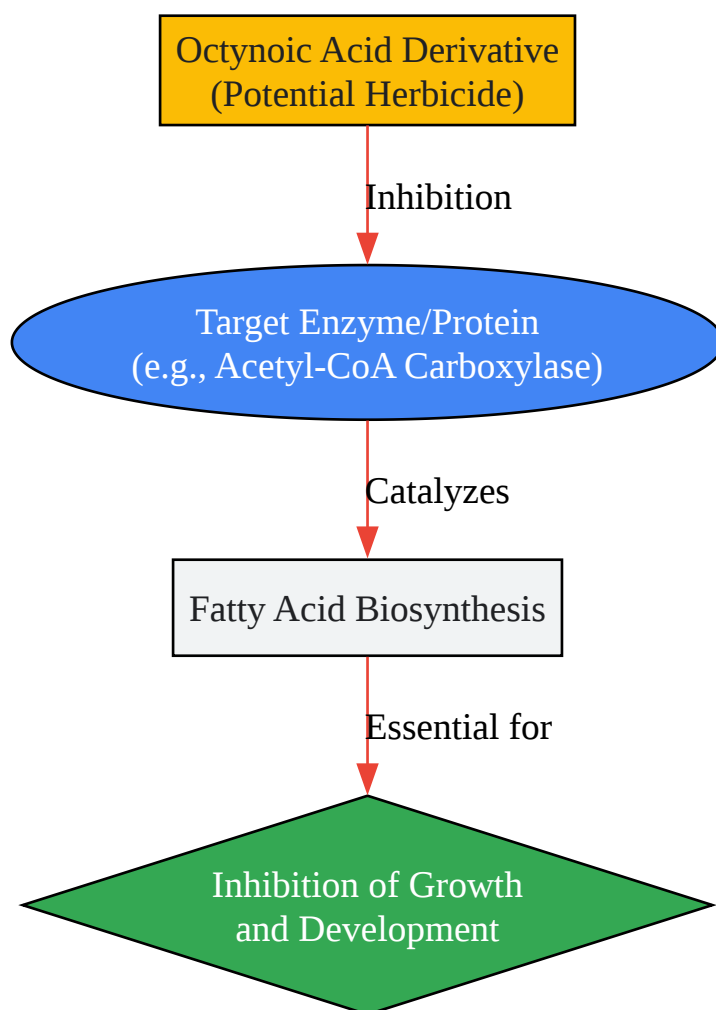 Octynoic Acid Derivative
(Potential Herbicide)
Inhibition
Target Enzyme/Protein
(e.g., Acetyl-CoA Carboxylase)
Catalyzes
Fatty Acid Biosynthesis
Essential for
Inhibition of Growth
and Development